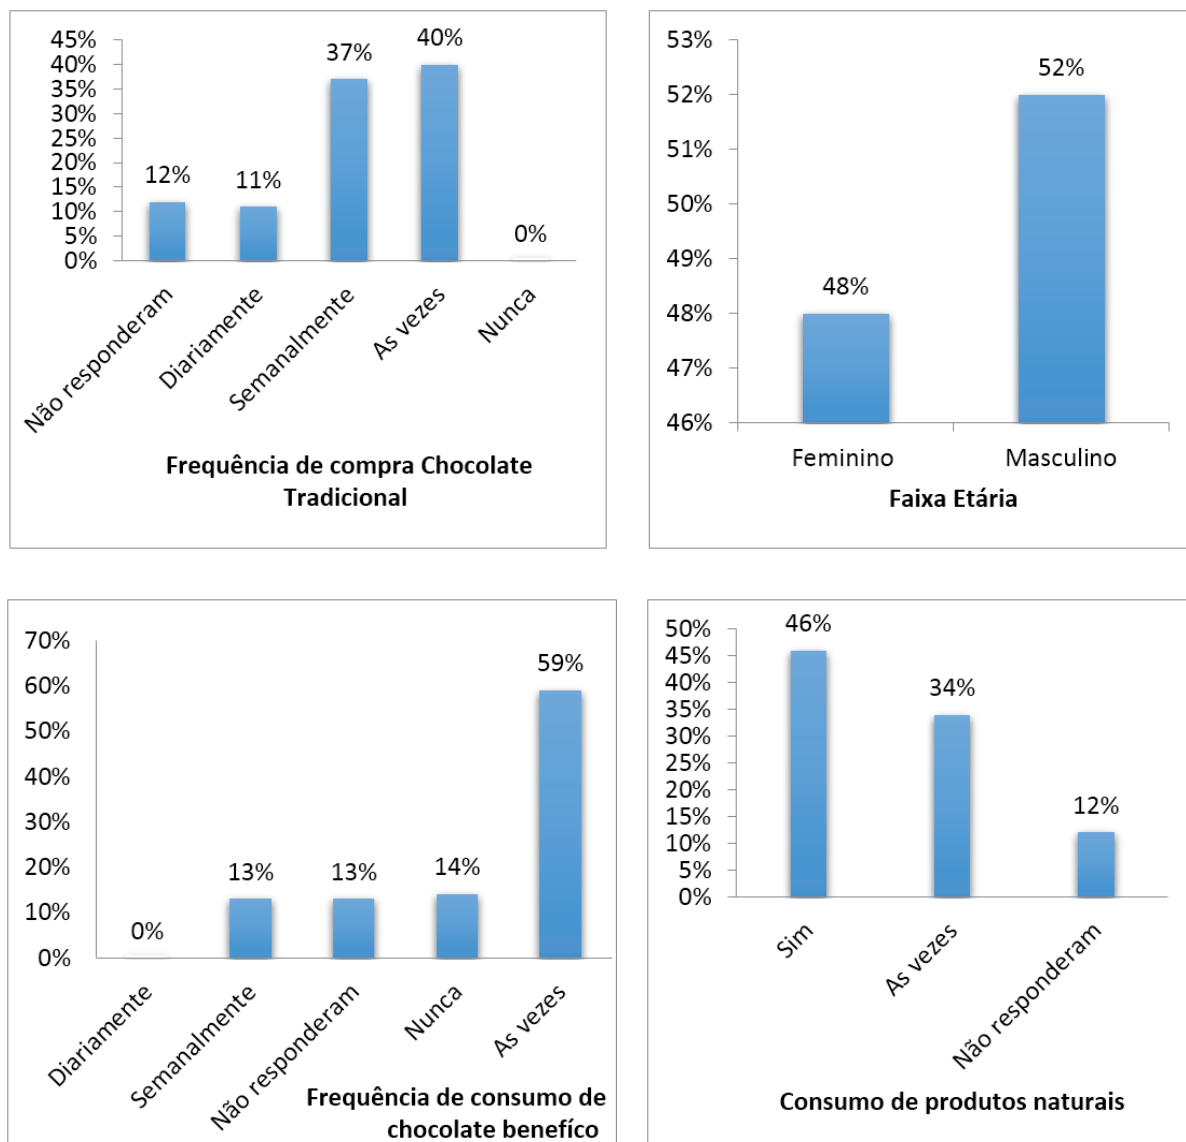 45%
40%
35%
30%
25%
20%
15%
10%
5%
0%
12%
11%
37%
40%
0%
Não responderam
Diariamente
Semanalmente
As vezes
Nunca
Frequência de compra Chocolate
Tradicional
53%
52%
51%
50%
49%
48%
47%
46%
48%
52%
Feminino
Masculino
Faixa Etária
70%
60%
50%
40%
30%
20%
10%
0%
0%
13%
13%
14%
59%
Diariamente
Semanalmente
Não responderam
Nunca
As vezes
Frequência de consumo de
chocolate benefíco
50%
45%
40%
35%
30%
25%
20%
15%
10%
5%
0%
46%
34%
12%
Sim
As vezes
Não responderam
Consumo de produtos naturais